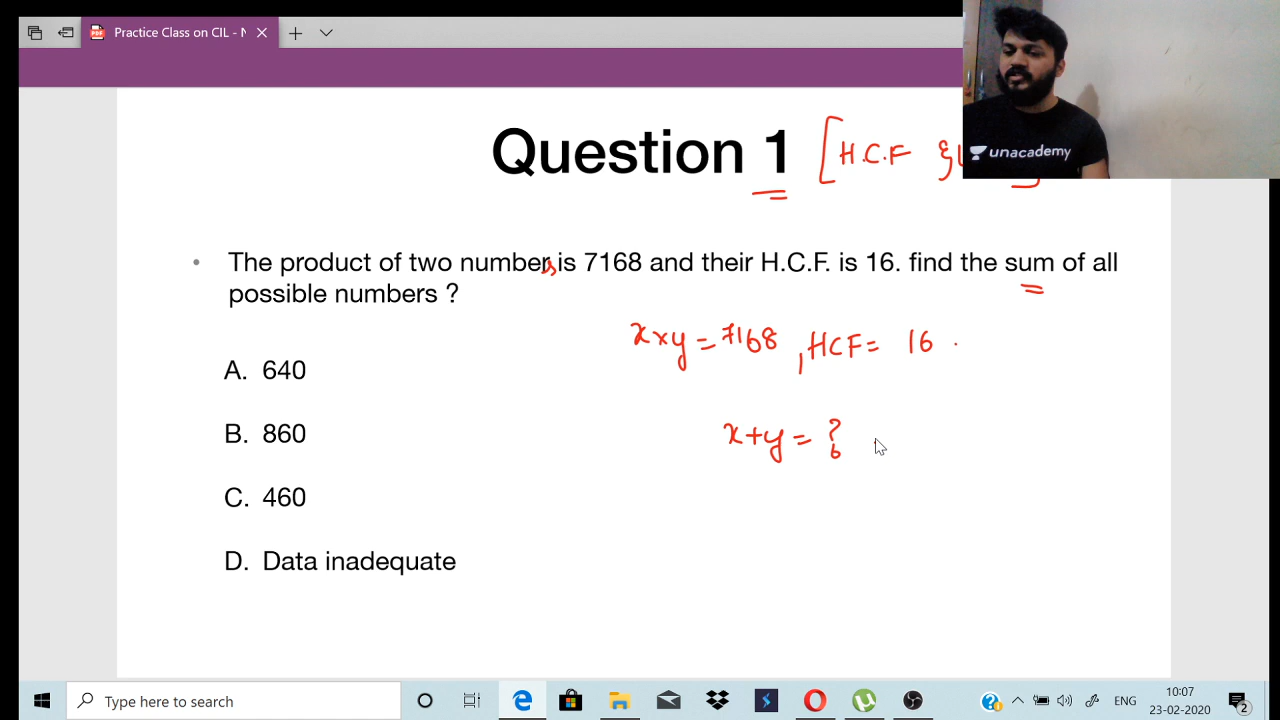 Practice Class on CIL - N
Question 1 [H.C.F &
unacademy
The product of two numbers is 7168 and their H.C.F. is 16. find the sum of all
possible numbers ?
x×y = 7168 , HCF = 16 .
A. 640
x+y = ?
B. 860
C. 460
D. Data inadequate
Type here to search
ENG
10:07
23-02-2020
2